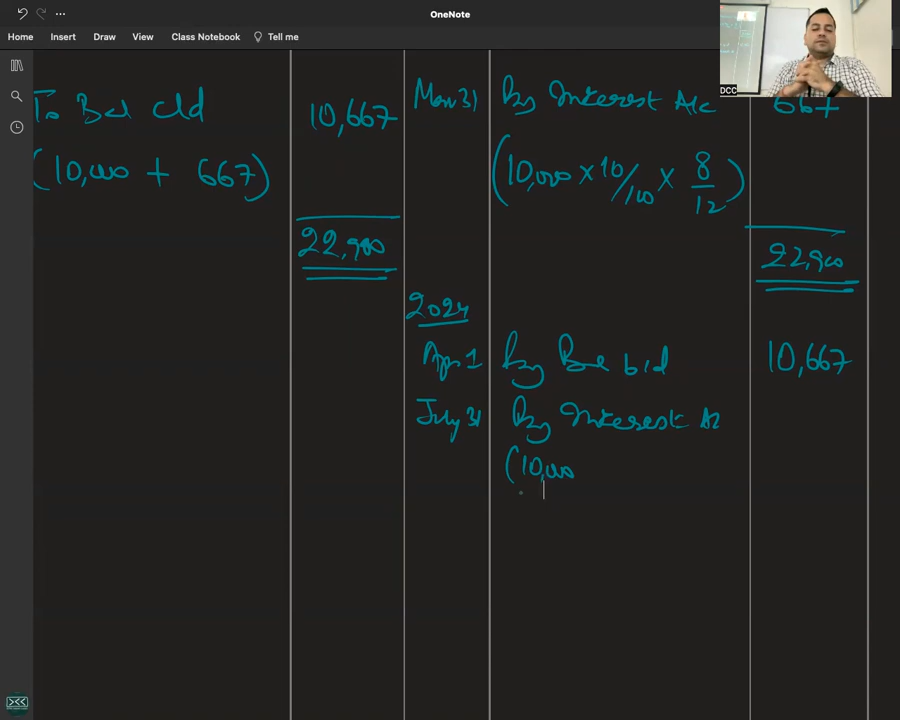 OneNote
Home Insert Draw View Class Notebook Tell me
DCC
To Bal c/d 10,667 Mar 31 By Interest A/c 667
(10,000 + 667) (10,000 × 10/100 × 8/12)
22,900 22,900
2024
Apr 1 By Bal b/d 10,667
July 31 By Interest A/c
(10,000